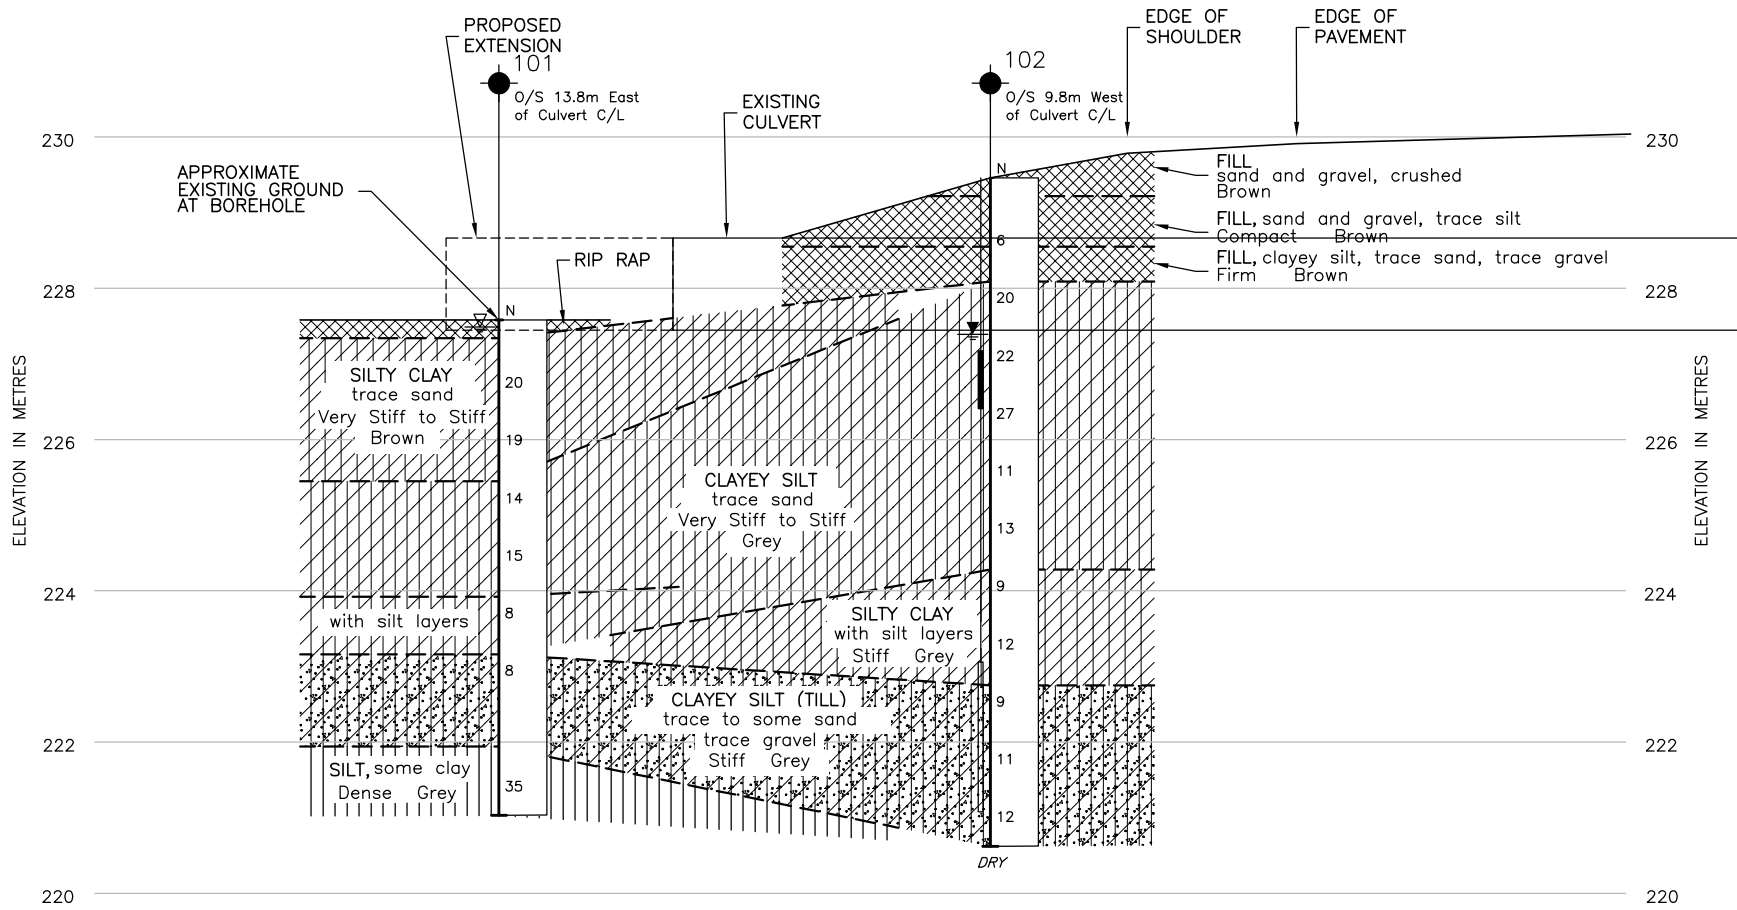 PROPOSED
EXTENSION
101
O/S 13.8m East
of Culvert C/L
EXISTING
CULVERT
102
O/S 9.8m West
of Culvert C/L
EDGE OF
SHOULDER
EDGE OF
PAVEMENT
230
230
APPROXIMATE
EXISTING GROUND
AT BOREHOLE
N
FILL
sand and gravel, crushed
Brown
FILL, sand and gravel, trace silt
Compact Brown
FILL, clayey silt, trace sand, trace gravel
Firm Brown
6
RIP RAP
228
228
20
N
22
27
11
13
9
12
9
11
12
DRY
20
19
14
15
8
8
35
SILTY CLAY
trace sand
Very Stiff to Stiff
Brown
with silt layers
SILT, some clay
Dense Grey
CLAYEY SILT
trace sand
Very Stiff to Stiff
Grey
SILTY CLAY
with silt layers
Stiff Grey
CLAYEY SILT (TILL)
trace to some sand
trace gravel
Stiff Grey
ELEVATION IN METRES
ELEVATION IN METRES
226
226
224
224
222
222
220
220